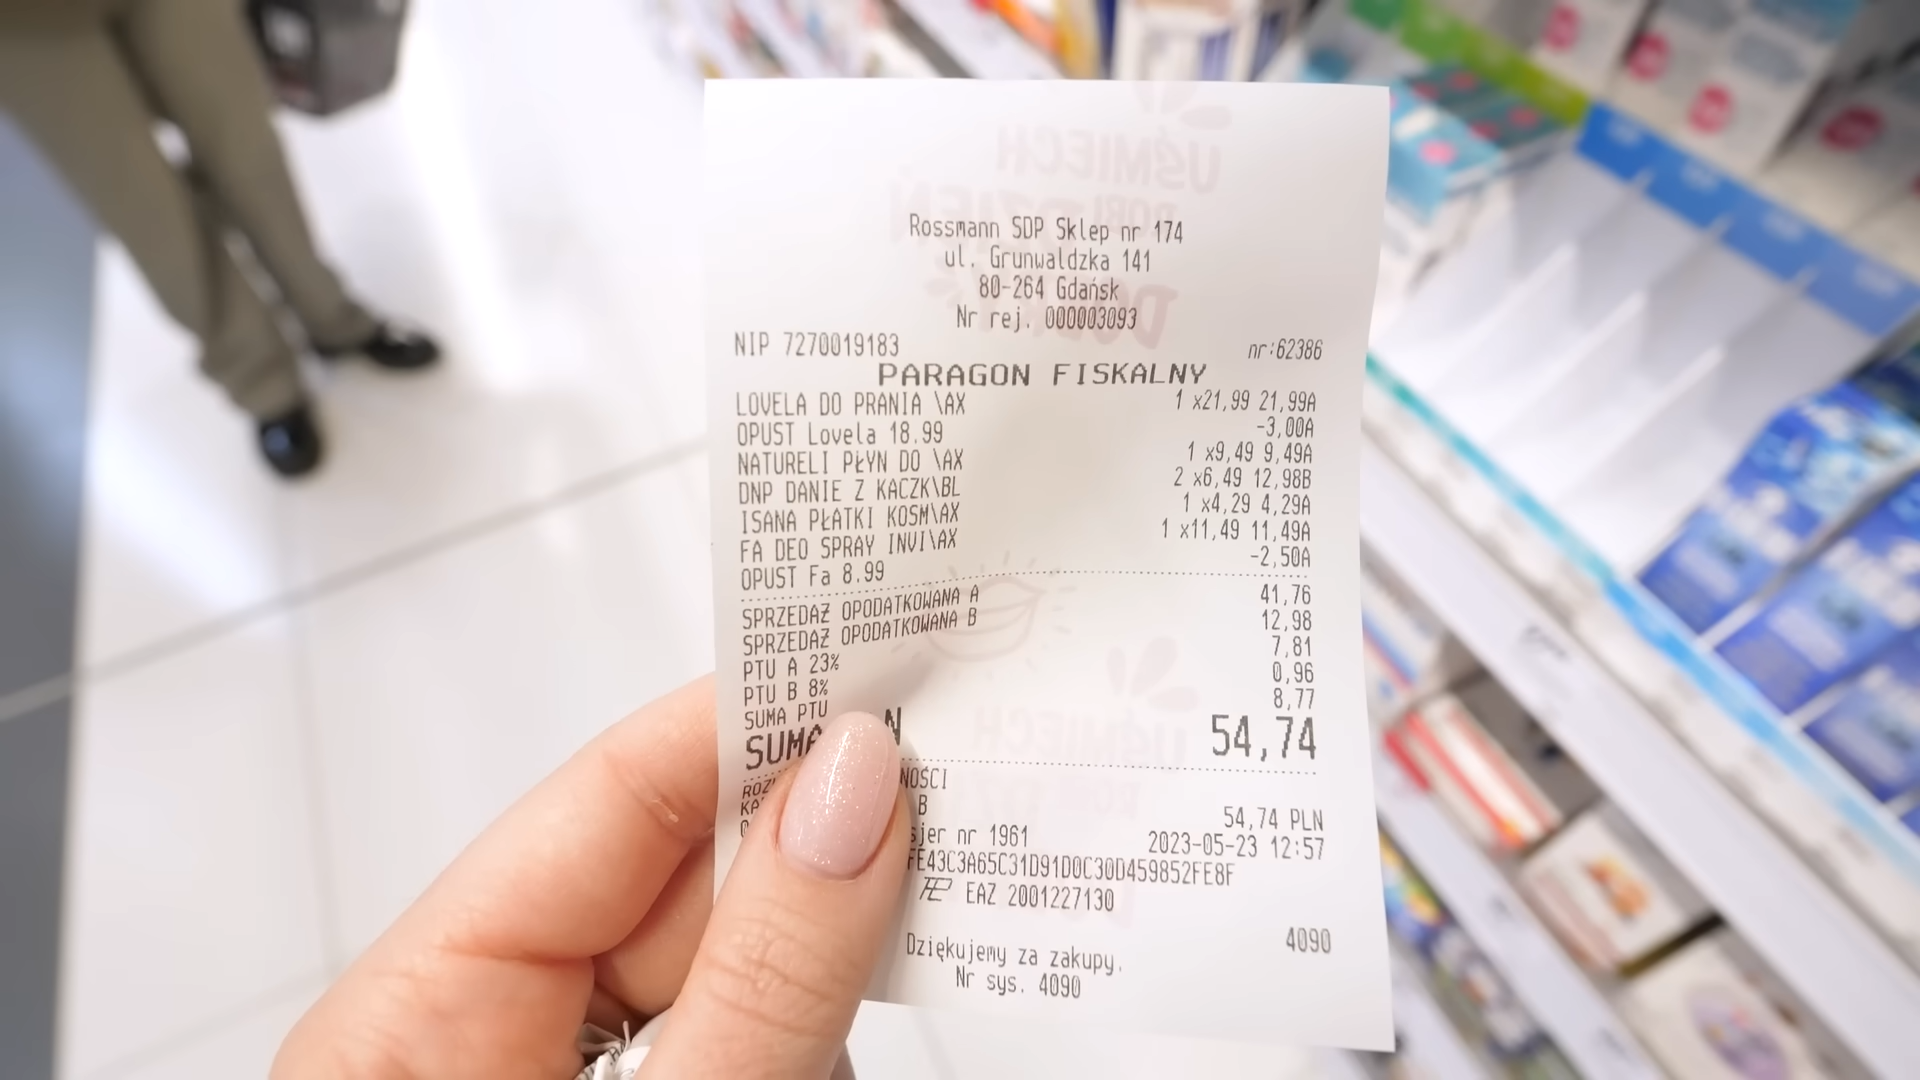 Rossmann SDP Sklep nr 174
ul. Grunwaldzka 141
80-264 Gdańsk
Nr rej. 000003093
NIP 7270019183 nr:62386
PARAGON FISKALNY
LOVELA DO PRANIA \AX 1 x21,99 21,99A
OPUST Lovela 18.99 -3,00A
NATURELI PŁYN DO \AX 1 x9,49 9,49A
DNP DANIE Z KACZK\BL 2 x6,49 12,98B
ISANA PŁATKI KOSM\AX 1 x4,29 4,29A
FA DEO SPRAY INVI\AX 1 x11,49 11,49A
OPUST Fa 8.99 -2,50A
SPRZEDAŻ OPODATKOWANA A 41,76
SPRZEDAŻ OPODATKOWANA B 12,98
PTU A 23% 7,81
PTU B 8% 0,96
SUMA PTU 8,77
SUMA 54,74
B 54,74 PLN
nr 1961 2023-05-23 12:57
FE43C3A65C31D91D0C30D459852FE8F
EAZ 2001227130
4090
Dziękujemy za zakupy.
Nr sys. 4090
UŚMIECH
UŚMIECH